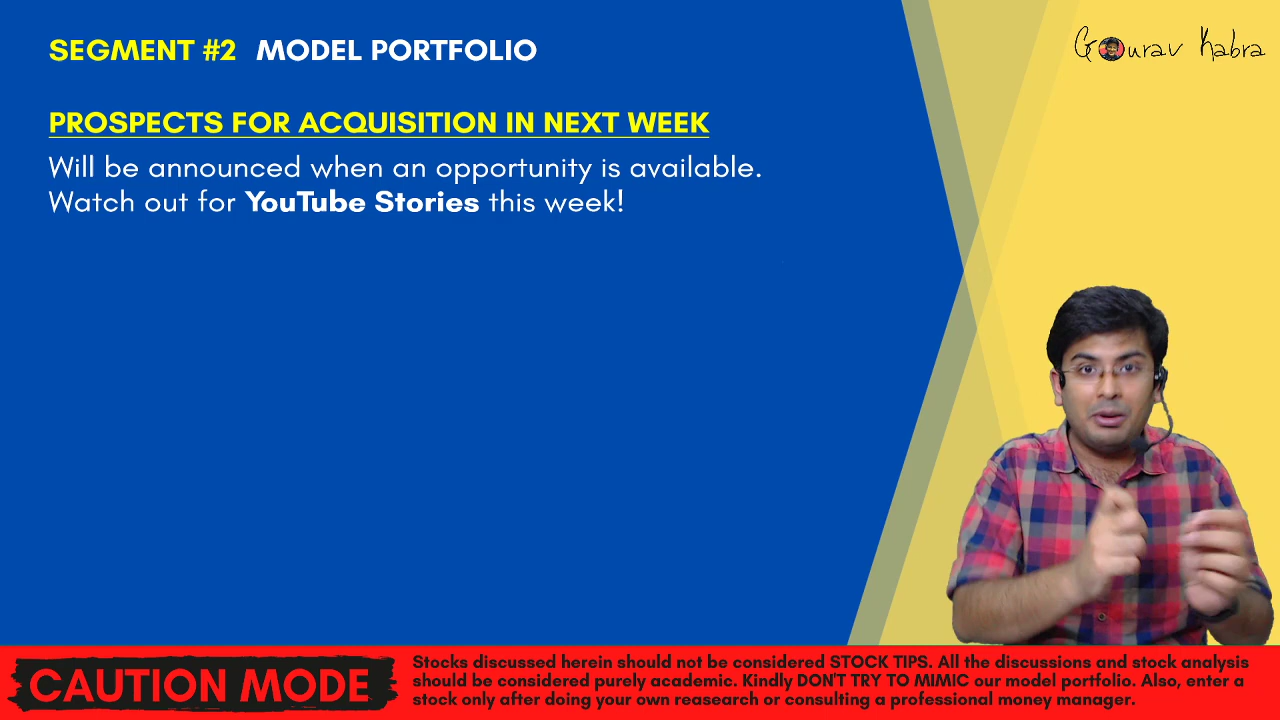 SEGMENT #2 MODEL PORTFOLIO
Gourav Kabra
PROSPECTS FOR ACQUISITION IN NEXT WEEK
Will be announced when an opportunity is available.
Watch out for YouTube Stories this week!
CAUTION MODE
Stocks discussed herein should not be considered STOCK TIPS. All the discussions and stock analysis
should be considered purely academic. Kindly DON'T TRY TO MIMIC our model portfolio. Also, enter a
stock only after doing your own reasearch or consulting a professional money manager.